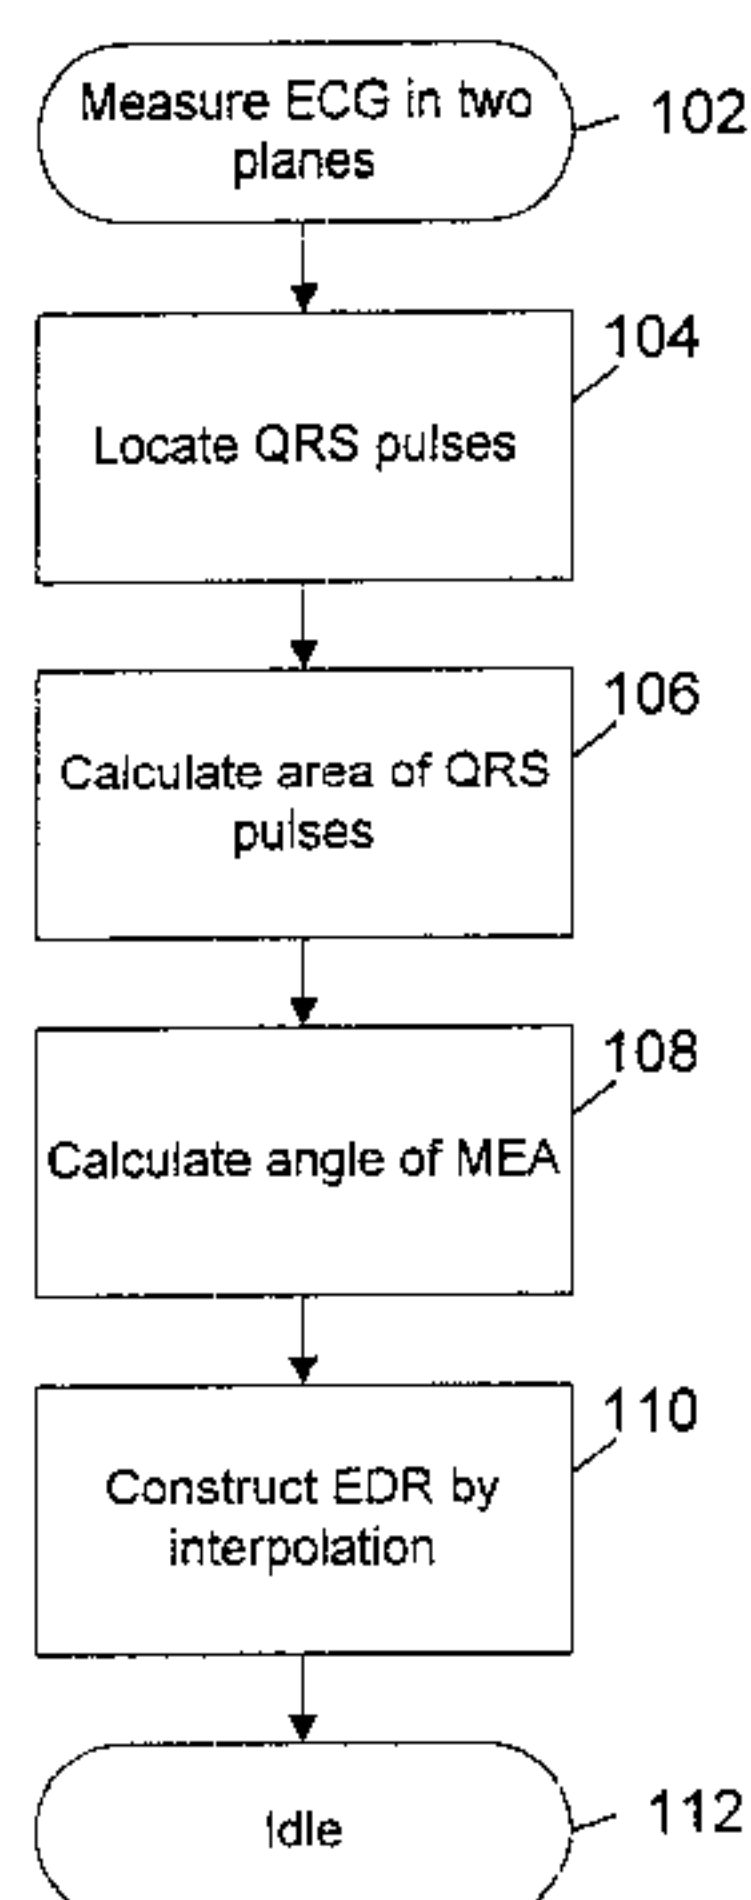 Measure ECG in two
planes
102
104
Locate QRS pulses
106
Calculate area of QRS
pulses
108
Calculate angle of MEA
110
Construct EDR by
interpolation
Idle
112